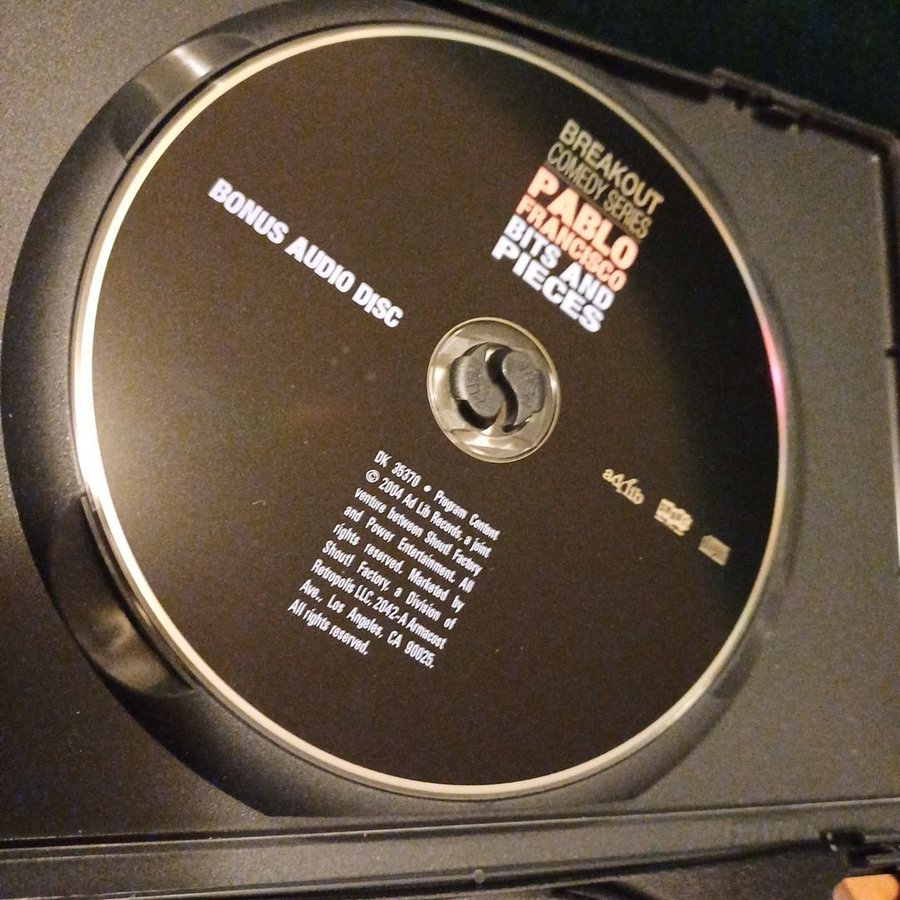 BREAKOUT
COMEDY SERIES
PABLO
FRANCISCO
BITS AND
PIECES
BONUS AUDIO DISC
DK 35370 • Program Content
© 2004 Ad Lib Records, a joint
venture between Shout! Factory
and Power Entertainment. All
rights reserved. Marketed by
Shout! Factory, a Division of
Retropolis LLC, 2042-A Armacost
Ave., Los Angeles, CA 90025.
All rights reserved.
ad lib